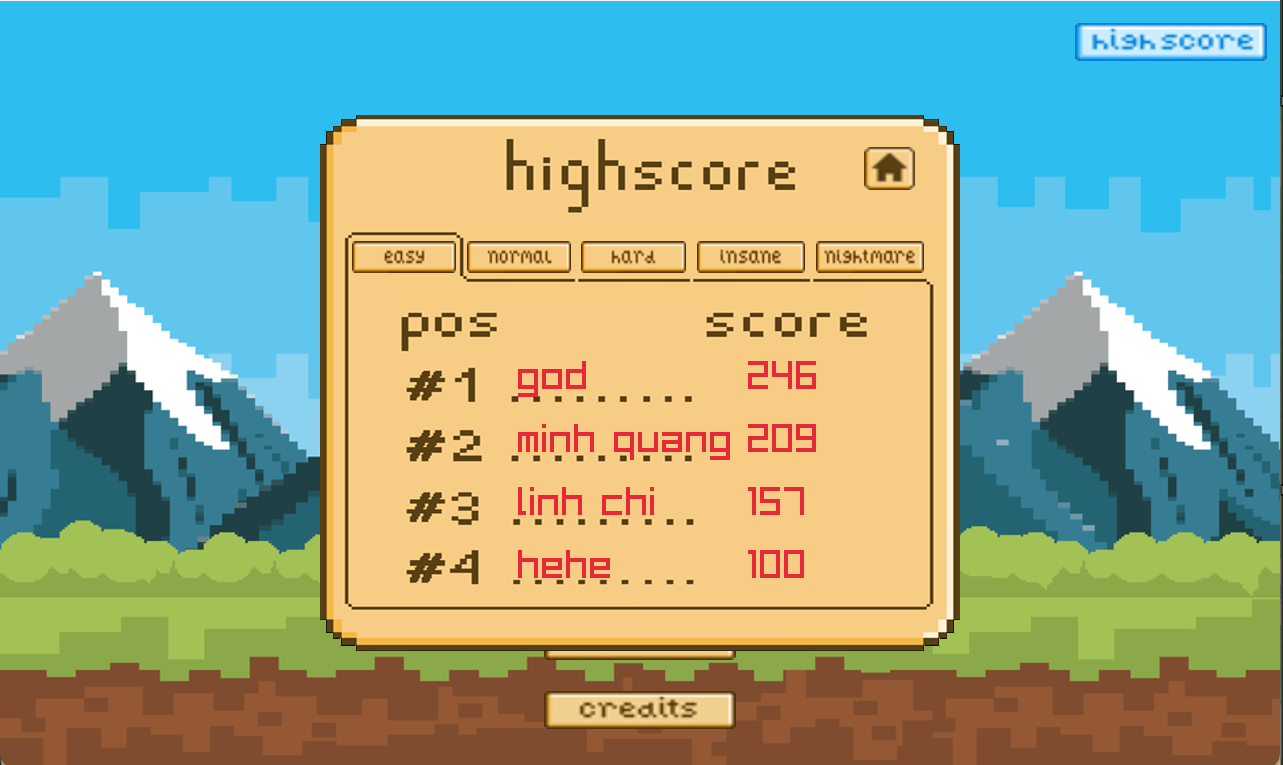 highscore
highscore
easy normal hard insane nightmare
pos score
#1 god ......... 246
#2 minh quang ......... 209
#3 linh chi ......... 157
#4 hehe ......... 100
credits